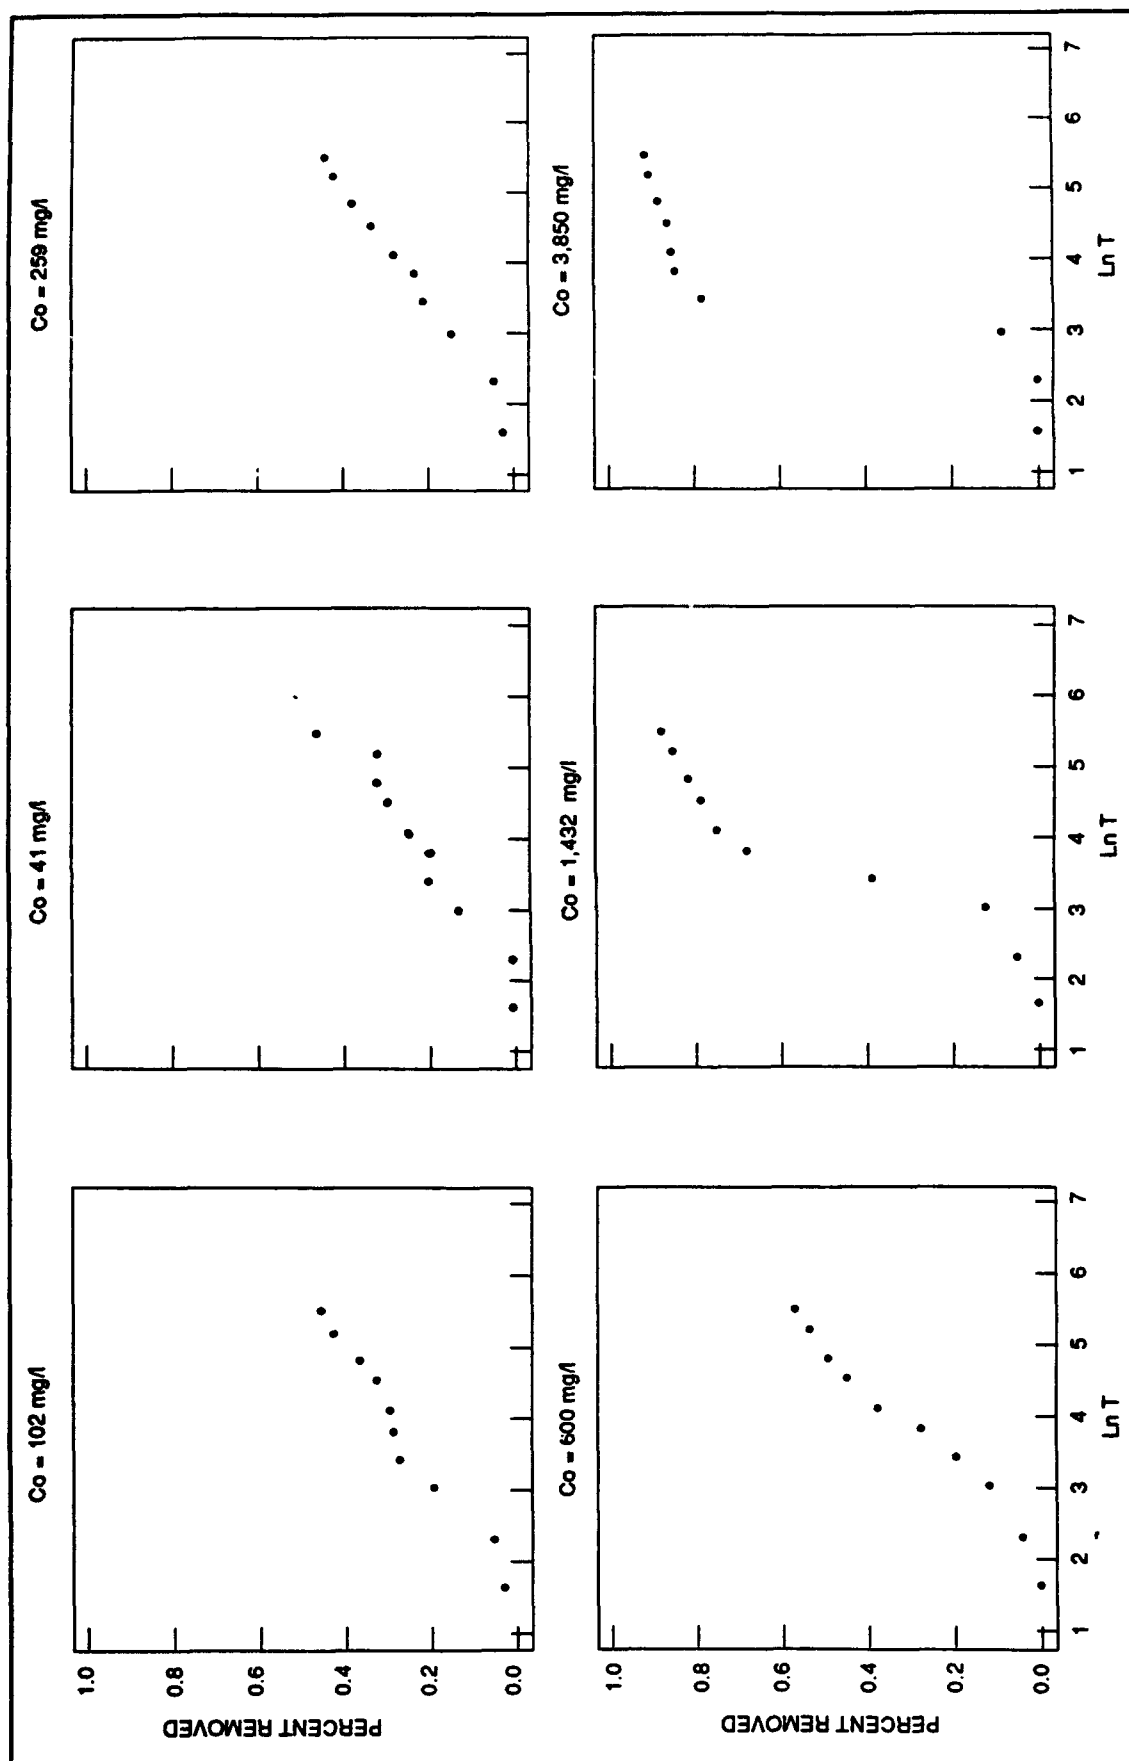 Co = 102 mg/l
Co = 41 mg/l
Co = 259 mg/l
PERCENT REMOVED
1.0
0.8
0.6
0.4
0.2
0.0
Co = 600 mg/l
Co = 1,432 mg/l
Co = 3,850 mg/l
PERCENT REMOVED
1.0
0.8
0.6
0.4
0.2
0.0
1 2 3 4 5 6 7
1 2 3 4 5 6 7
1 2 3 4 5 6 7
Ln T
Ln T
Ln T